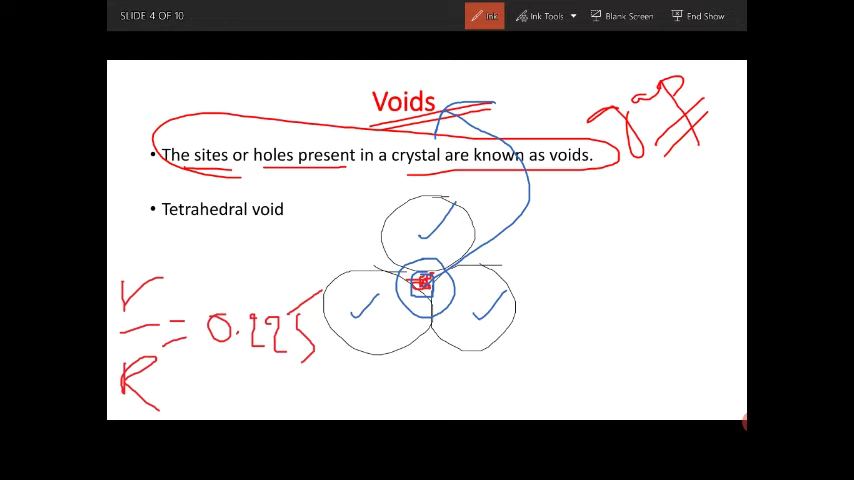 SLIDE 4 OF 10
Ink
Ink Tools
Blank Screen
End Show
Voids
gap
• The sites or holes present in a crystal are known as voids.
• Tetrahedral void
r/R = 0.225